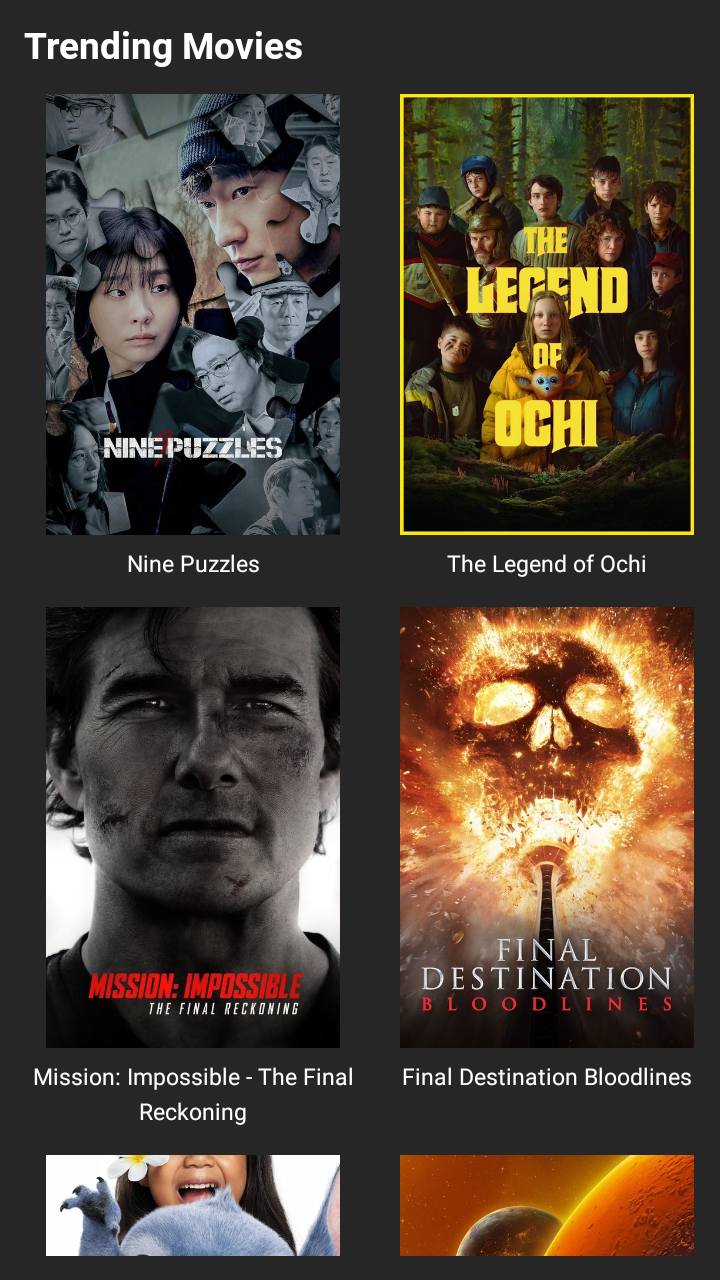 Trending Movies
NINE PUZZLES
THE
LEGEND
OF
OCHI
Nine Puzzles
The Legend of Ochi
MISSION: IMPOSSIBLE
THE FINAL RECKONING
FINAL
DESTINATION
BLOODLINES
Mission: Impossible - The Final
Reckoning
Final Destination Bloodlines